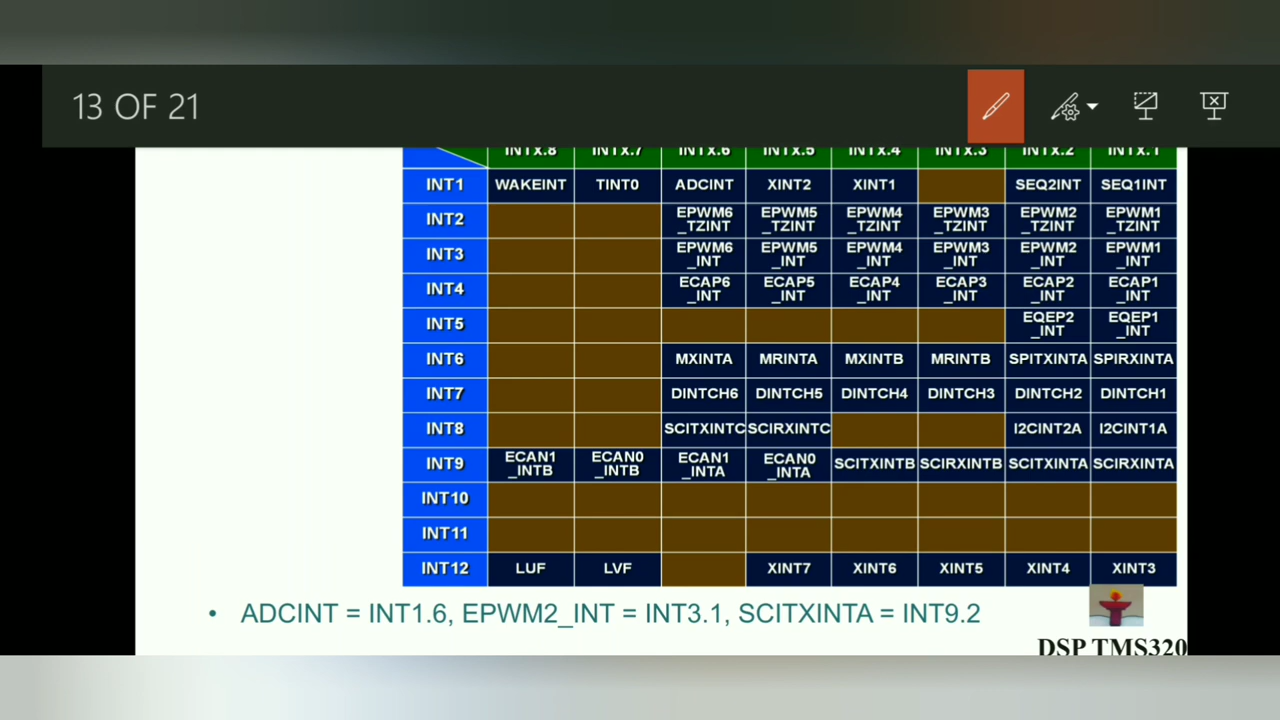 13 OF 21
INTX.8 INTX.7 INTX.6 INTX.5 INTX.4 INTX.3 INTX.2 INTX.1
INT1 WAKEINT TINT0 ADCINT XINT2 XINT1 SEQ2INT SEQ1INT
INT2 EPWM6_TZINT EPWM5_TZINT EPWM4_TZINT EPWM3_TZINT EPWM2_TZINT EPWM1_TZINT
INT3 EPWM6_INT EPWM5_INT EPWM4_INT EPWM3_INT EPWM2_INT EPWM1_INT
INT4 ECAP6_INT ECAP5_INT ECAP4_INT ECAP3_INT ECAP2_INT ECAP1_INT
INT5 EQEP2_INT EQEP1_INT
INT6 MXINTA MRINTA MXINTB MRINTB SPITXINTA SPIRXINTA
INT7 DINTCH6 DINTCH5 DINTCH4 DINTCH3 DINTCH2 DINTCH1
INT8 SCITXINTC SCIRXINTC I2CINT2A I2CINT1A
INT9 ECAN1_INTB ECAN0_INTB ECAN1_INTA ECAN0_INTA SCITXINTB SCIRXINTB SCITXINTA SCIRXINTA
INT10
INT11
INT12 LUF LVF XINT7 XINT6 XINT5 XINT4 XINT3
• ADCINT = INT1.6, EPWM2_INT = INT3.1, SCITXINTA = INT9.2
DSP TMS320